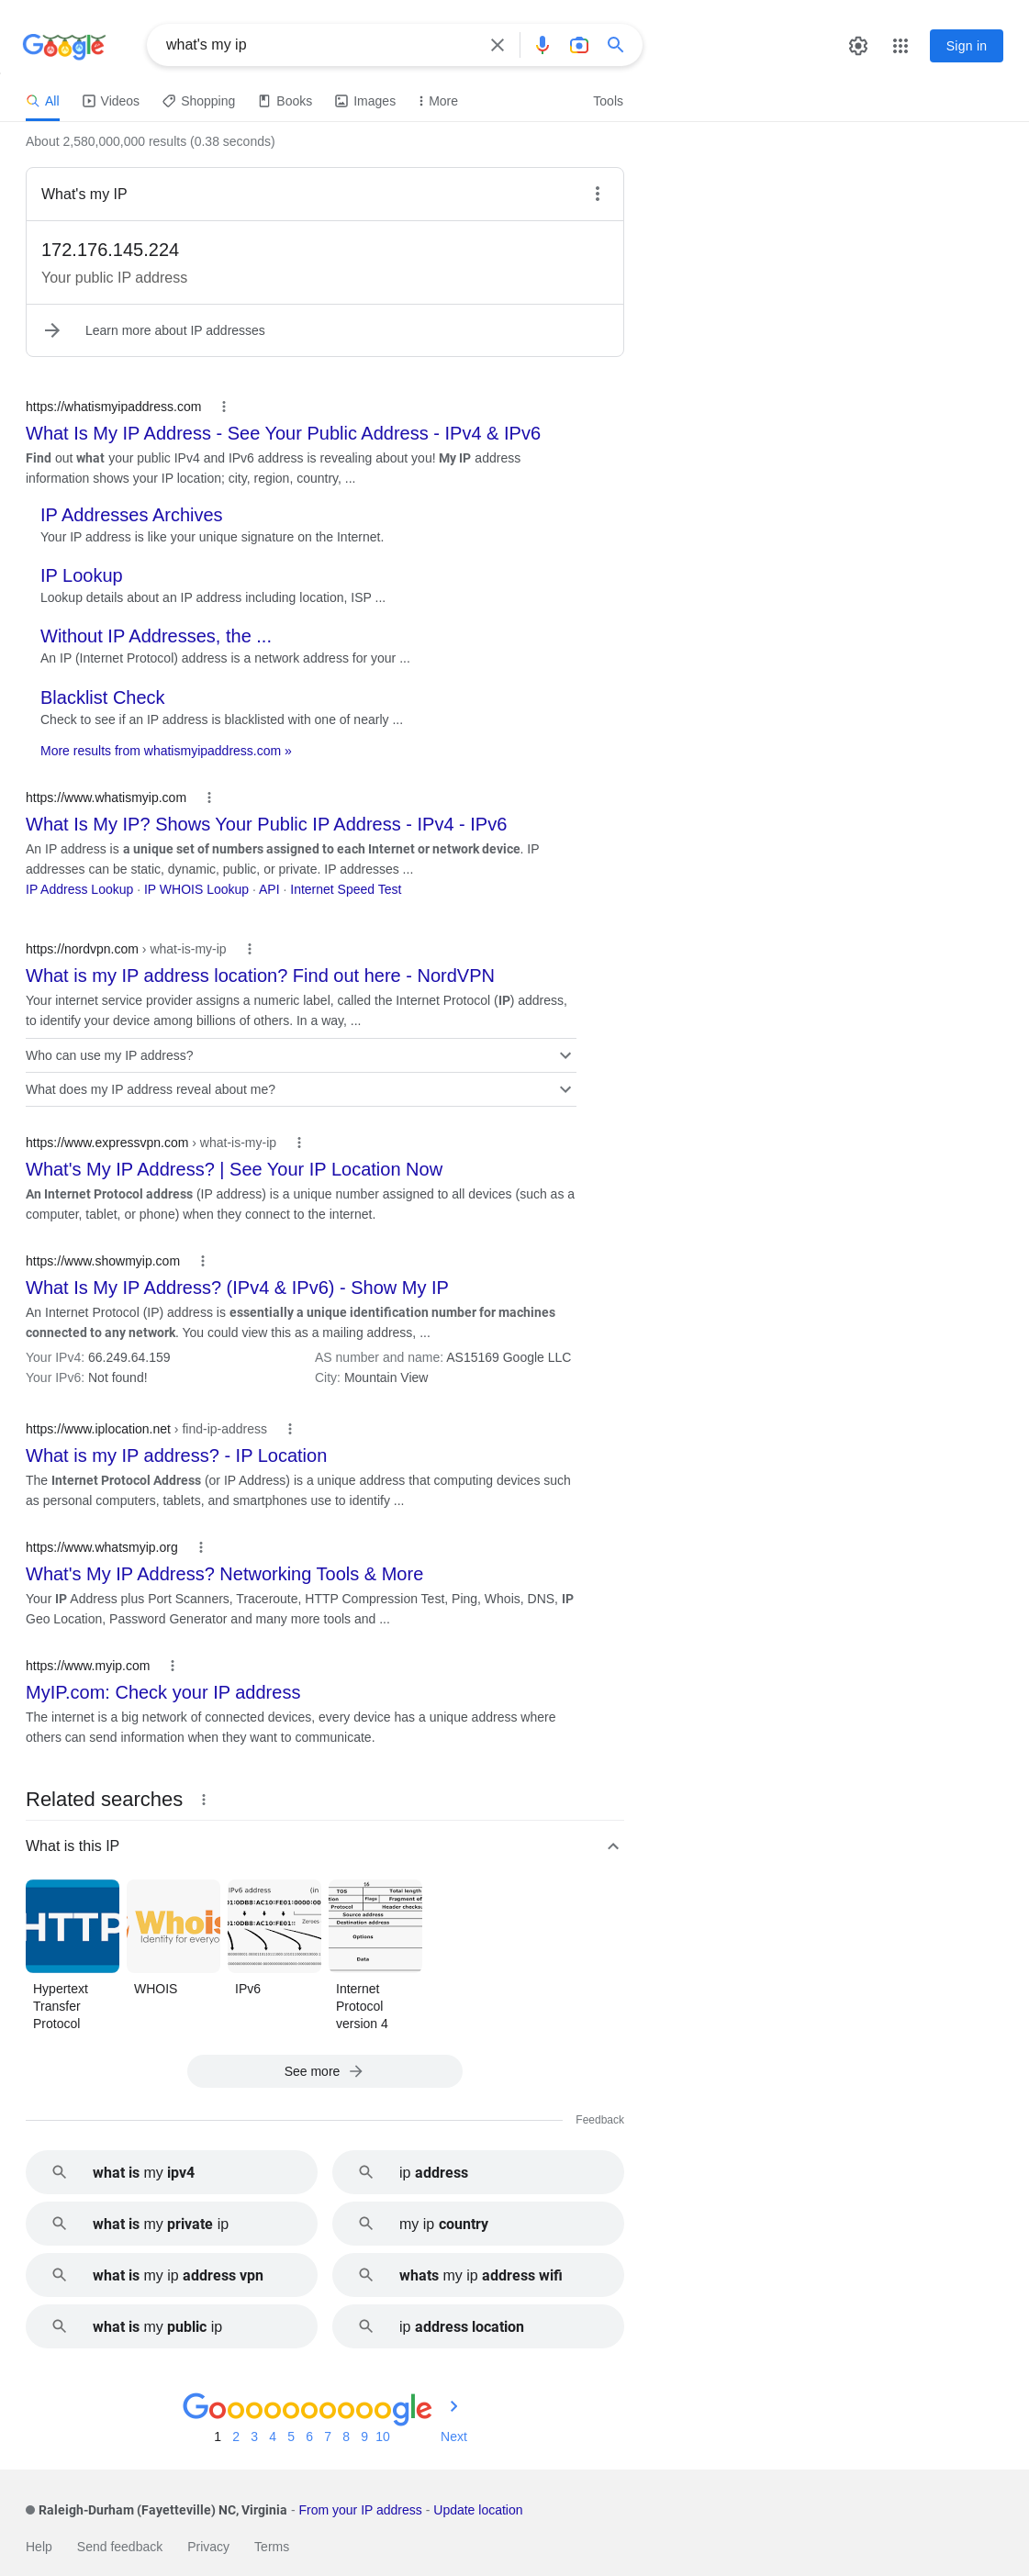 Google
what's my ip
Sign in
All Videos Shopping Books Images More Tools
About 2,580,000,000 results (0.38 seconds)
What's my IP
172.176.145.224
Your public IP address
Learn more about IP addresses
https://whatismyipaddress.com
What Is My IP Address - See Your Public Address - IPv4 & IPv6
Find out what your public IPv4 and IPv6 address is revealing about you! My IP address
information shows your IP location; city, region, country, ...
IP Addresses Archives
Your IP address is like your unique signature on the Internet.
IP Lookup
Lookup details about an IP address including location, ISP ...
Without IP Addresses, the ...
An IP (Internet Protocol) address is a network address for your ...
Blacklist Check
Check to see if an IP address is blacklisted with one of nearly ...
More results from whatismyipaddress.com »
https://www.whatismyip.com
What Is My IP? Shows Your Public IP Address - IPv4 - IPv6
An IP address is a unique set of numbers assigned to each Internet or network device. IP
addresses can be static, dynamic, public, or private. IP addresses ...
IP Address Lookup · IP WHOIS Lookup · API · Internet Speed Test
https://nordvpn.com › what-is-my-ip
What is my IP address location? Find out here - NordVPN
Your internet service provider assigns a numeric label, called the Internet Protocol (IP) address,
to identify your device among billions of others. In a way, ...
Who can use my IP address?
What does my IP address reveal about me?
https://www.expressvpn.com › what-is-my-ip
What's My IP Address? | See Your IP Location Now
An Internet Protocol address (IP address) is a unique number assigned to all devices (such as a
computer, tablet, or phone) when they connect to the internet.
https://www.showmyip.com
What Is My IP Address? (IPv4 & IPv6) - Show My IP
An Internet Protocol (IP) address is essentially a unique identification number for machines
connected to any network. You could view this as a mailing address, ...
Your IPv4: 66.249.64.159 AS number and name: AS15169 Google LLC
Your IPv6: Not found! City: Mountain View
https://www.iplocation.net › find-ip-address
What is my IP address? - IP Location
The Internet Protocol Address (or IP Address) is a unique address that computing devices such
as personal computers, tablets, and smartphones use to identify ...
https://www.whatsmyip.org
What's My IP Address? Networking Tools & More
Your IP Address plus Port Scanners, Traceroute, HTTP Compression Test, Ping, Whois, DNS, IP
Geo Location, Password Generator and many more tools and ...
https://www.myip.com
MyIP.com: Check your IP address
The internet is a big network of connected devices, every device has a unique address where
others can send information when they want to communicate.
Related searches
What is this IP
HTTP
Whois
Identity for everyo
IPv6 address (in
Zeroes
16
TOS Total length
Flags Fragment of
Protocol Header checksu
Source address
Destination address
Options
Data
Hypertext
Transfer
Protocol
WHOIS
IPv6
Internet
Protocol
version 4
See more
Feedback
what is my ipv4
ip address
what is my private ip
my ip country
what is my ip address vpn
whats my ip address wifi
what is my public ip
ip address location
Goooooooooogle
1 2 3 4 5 6 7 8 9 10 Next
Raleigh-Durham (Fayetteville) NC, Virginia - From your IP address - Update location
Help Send feedback Privacy Terms